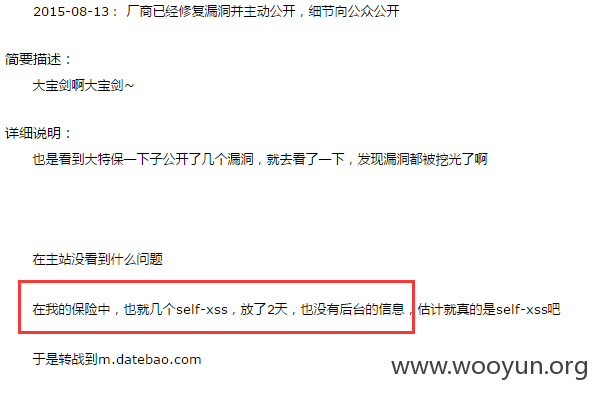 2015-08-13： 厂商已经修复漏洞并主动公开，细节向公众公开
简要描述：
大宝剑啊大宝剑~
详细说明：
也是看到大特保一下子公开了几个漏洞，就去看了一下，发现漏洞都被挖光了啊
在主站没看到什么问题
在我的保险中，也就几个self-xss，放了2天，也没有后台的信息，估计就真的是self-xss吧
于是转战到m.datebao.com
www.wooyun.org